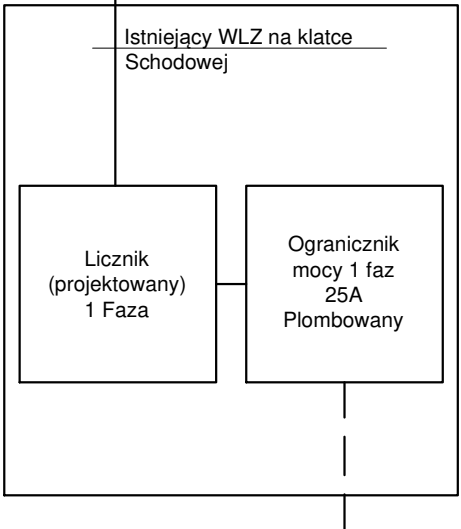 Istniejący WLZ na klatce
Schodowej
Licznik
(projektowany)
1 Faza
Ogranicznik
mocy 1 faz
25A
Plombowany